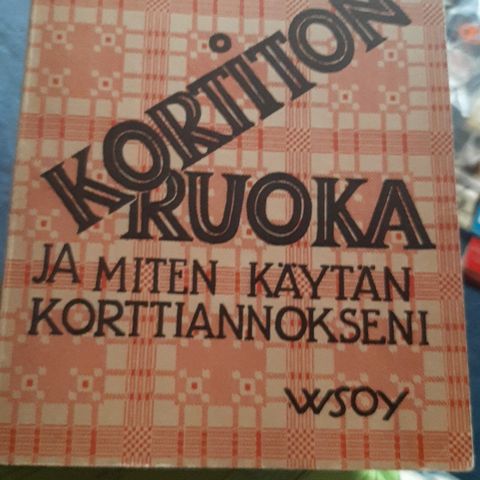 KORTITON
RUOKA
JA MITEN KÄYTÄN
KORTTIANNOKSENI
WSOY